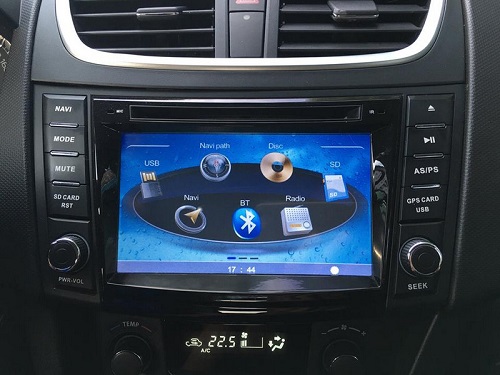 NAVI
MODE
MUTE
SD CARD
RST
PWR-VOL
Navi path
Disc
USB
SD
SD
Navi
BT
Radio
17 : 44
AS/PS
GPS CARD
USB
SEEK
TEMP
A/C
22.5